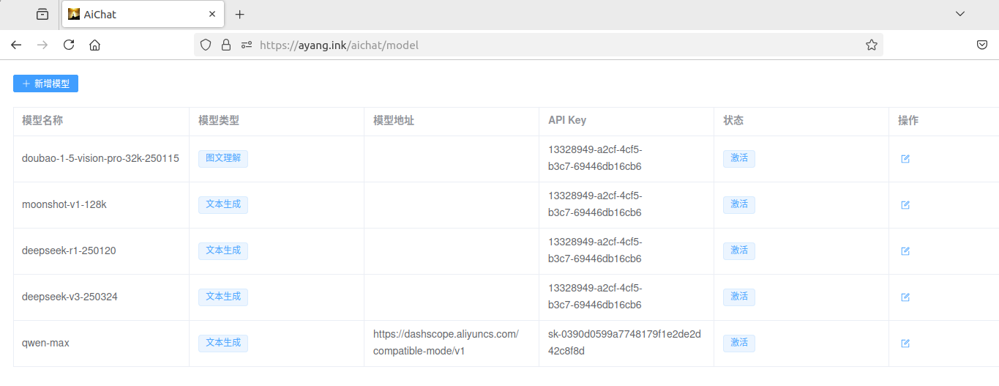 AiChat
https://ayang.ink/aichat/model
新增模型
模型名称 模型类型 模型地址 API Key 状态 操作
doubao-1-5-vision-pro-32k-250115 图文理解 13328949-a2cf-4cf5-
b3c7-69446db16cb6 激活
moonshot-v1-128k 文本生成 13328949-a2cf-4cf5-
b3c7-69446db16cb6 激活
deepseek-r1-250120 文本生成 13328949-a2cf-4cf5-
b3c7-69446db16cb6 激活
deepseek-v3-250324 文本生成 13328949-a2cf-4cf5-
b3c7-69446db16cb6 激活
qwen-max 文本生成 https://dashscope.aliyuncs.com/
compatible-mode/v1 sk-0390d0599a7748179f1e2de2d
42c8f8d 激活